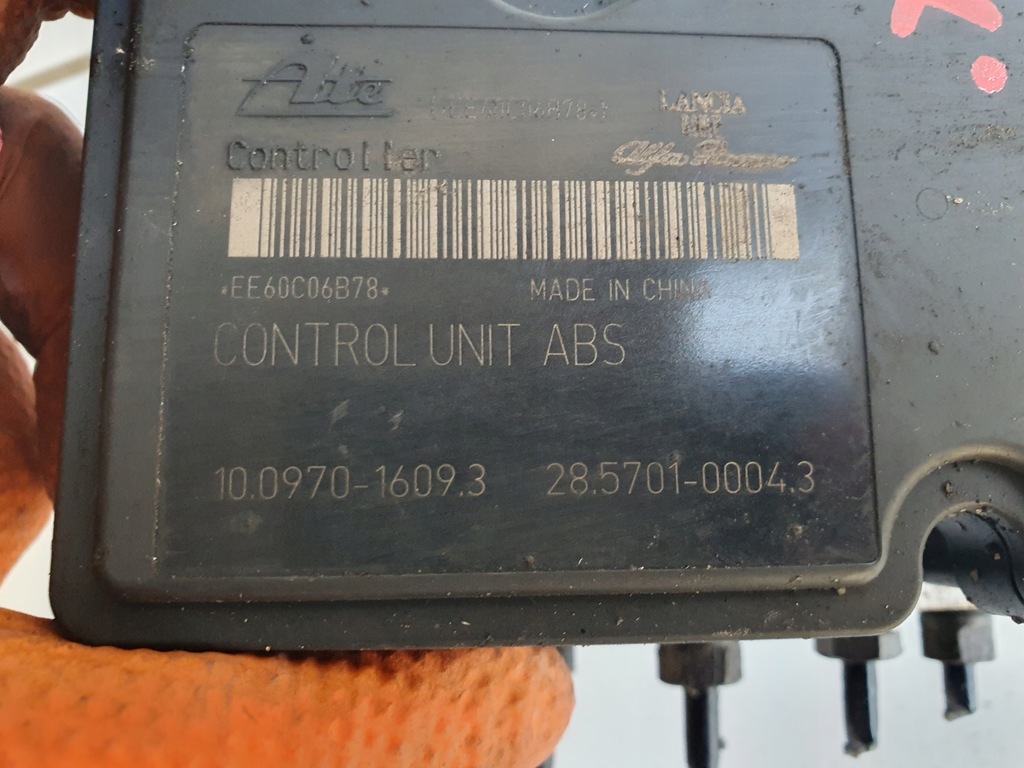 Ate
LANCIA
Controller
Alfa Romeo
*EE60C06B78*
MADE IN CHINA
CONTROL UNIT ABS
10.0970-1609.3 28.5701-0004.3